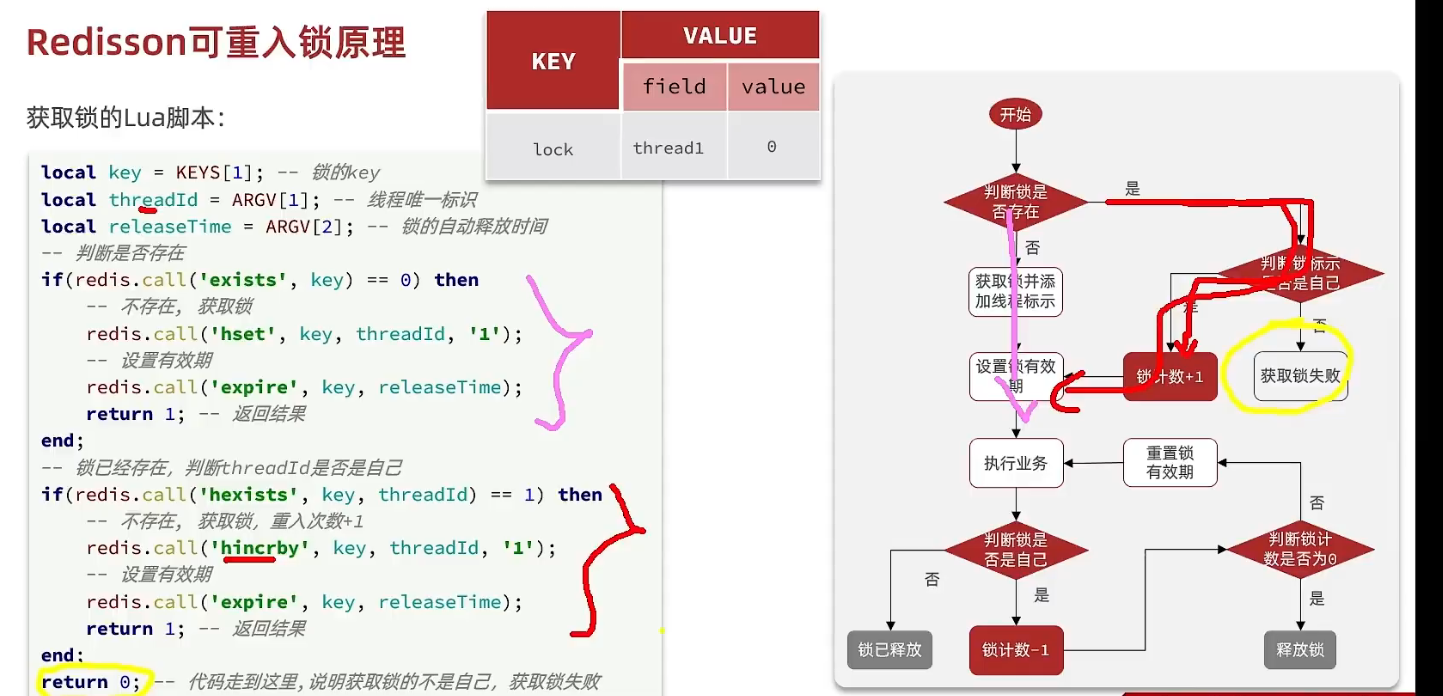 Redisson可重入锁原理
KEY
VALUE
field
value
lock
thread1
0
获取锁的Lua脚本:
local key = KEYS[1]; -- 锁的key
local threadId = ARGV[1]; -- 线程唯一标识
local releaseTime = ARGV[2]; -- 锁的自动释放时间
-- 判断是否存在
if(redis.call('exists', key) == 0) then
-- 不存在, 获取锁
redis.call('hset', key, threadId, '1');
-- 设置有效期
redis.call('expire', key, releaseTime);
return 1; -- 返回结果
end;
-- 锁已经存在,判断threadId是否是自己
if(redis.call('hexists', key, threadId) == 1) then
-- 不存在, 获取锁,重入次数+1
redis.call('hincrby', key, threadId, '1');
-- 设置有效期
redis.call('expire', key, releaseTime);
return 1; -- 返回结果
end;
return 0; -- 代码走到这里,说明获取锁的不是自己,获取锁失败
开始
判断锁是
否存在
是
否
判断锁标示
是否是自己
是
否
获取锁并添
加线程标示
设置锁有效
期
锁计数+1
获取锁失败
执行业务
重置锁
有效期
否
判断锁是
否是自己
判断锁计
数是否为0
否
是
是
锁已释放
锁计数-1
释放锁